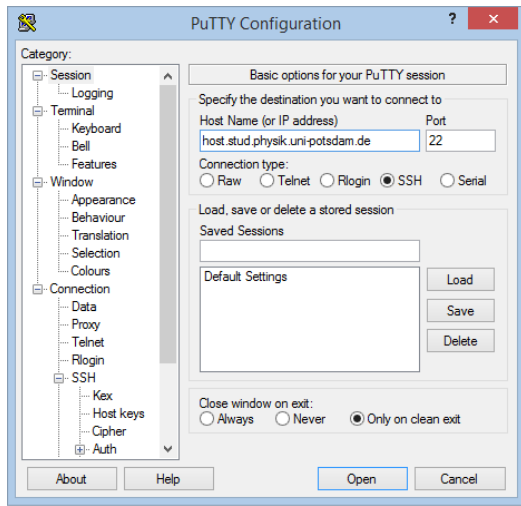 PuTTY Configuration
?
×
Category:
Session
Logging
Terminal
Keyboard
Bell
Features
Window
Appearance
Behaviour
Translation
Selection
Colours
Connection
Data
Proxy
Telnet
Rlogin
SSH
Kex
Host keys
Cipher
Auth
Basic options for your PuTTY session
Specify the destination you want to connect to
Host Name (or IP address) Port
host.stud.physik.uni-potsdam.de 22
Connection type:
Raw Telnet Rlogin SSH Serial
Load, save or delete a stored session
Saved Sessions
Default Settings
Load
Save
Delete
Close window on exit:
Always Never Only on clean exit
About Help Open Cancel